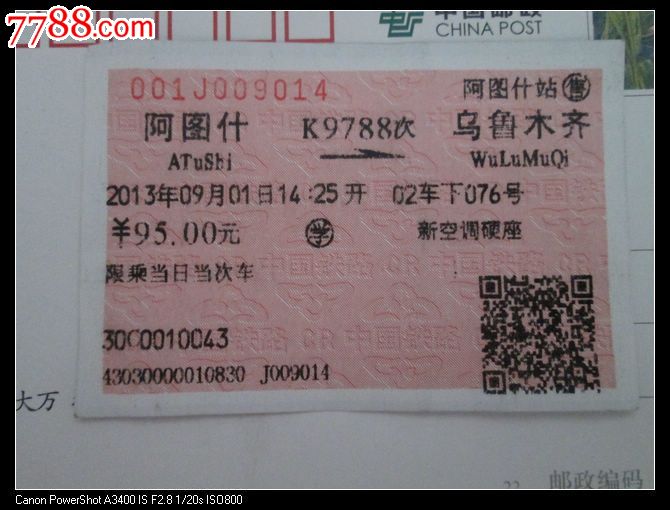 7788.com
中国邮政
CHINA POST
001J009014
阿图什站 售
阿图什 K9788次 乌鲁木齐
ATuShi WuLuMuQi
2013年09月01日14:25开 02车下076号
¥95.00元 学 新空调硬座
限乘当日当次车
3000010043
43030000010830 J009014
大万
邮政编码
Canon PowerShot A3400 IS F2.8 1/20s ISO800